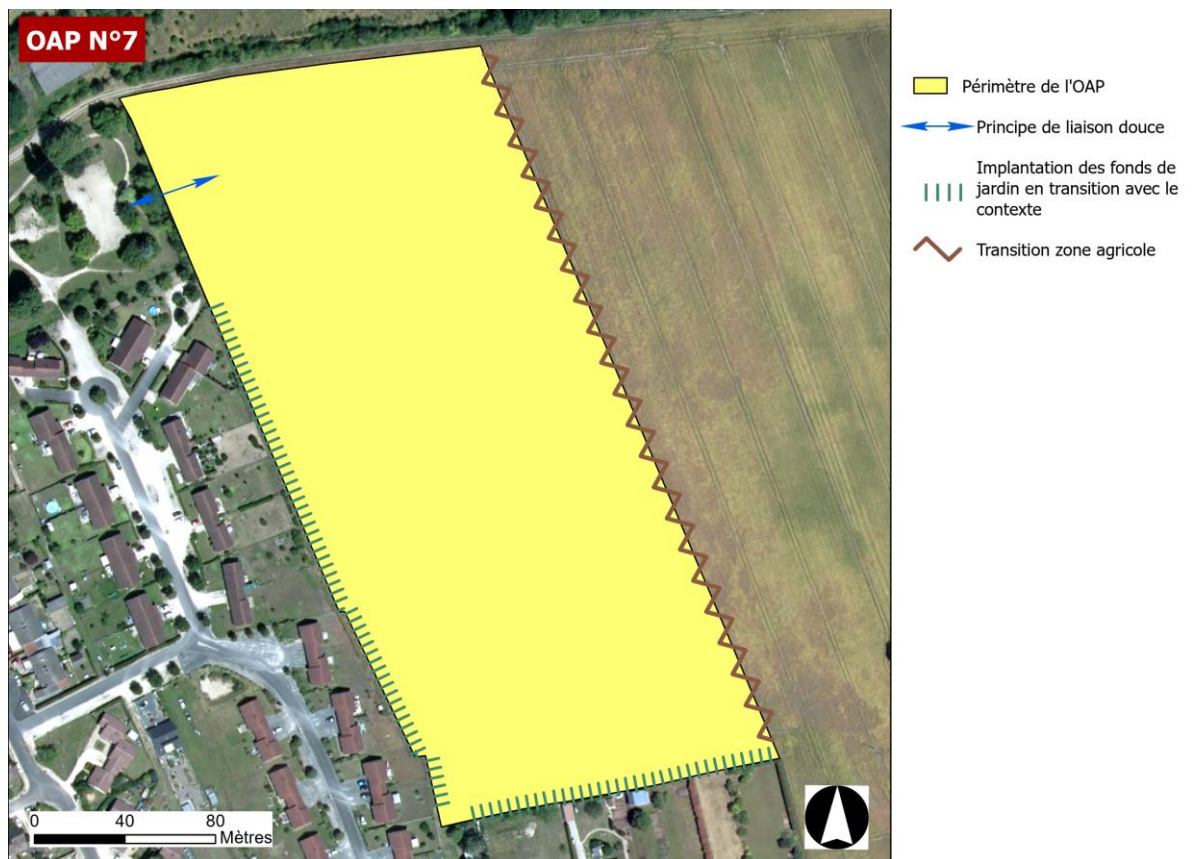 OAP N°7
Périmètre de l'OAP
Principe de liaison douce
Implantation des fonds de
jardin en transition avec le
contexte
Transition zone agricole
0 40 80
Mètres